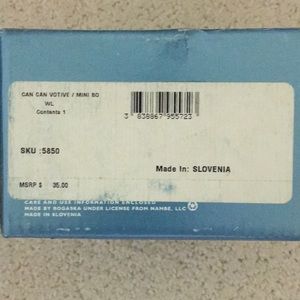 CAN CAN VOTIVE / MINI BO
WL
Contents 1
3 838867 955723
SKU :5850
Made In: SLOVENIA
MSRP $ 35.00
CARE AND USE INFORMATION ENCLOSED
MADE BY ROGASKA UNDER LICENSE FROM NAMBE, LLC
MADE IN SLOVENIA